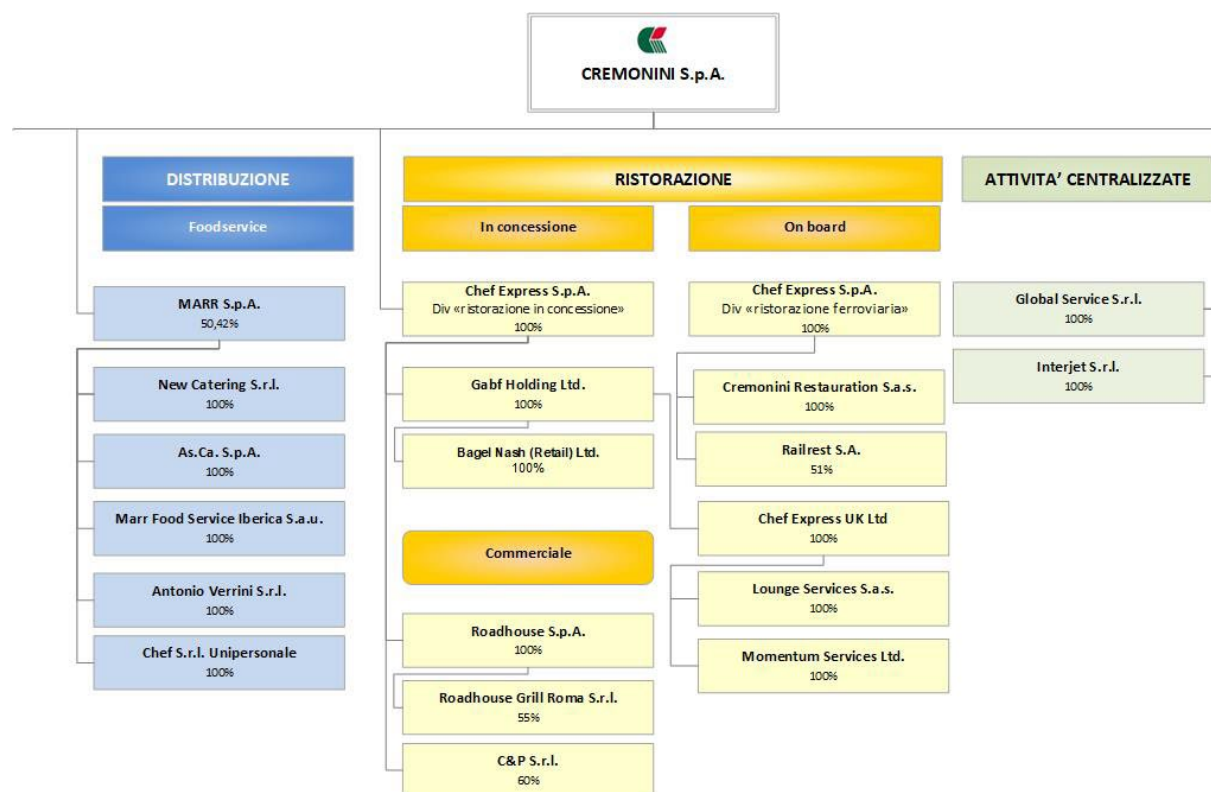 CREMONINI S.p.A.
DISTRIBUZIONE
Foodservice
MARR S.p.A.
50,42%
New Catering S.r.l.
100%
As.Ca. S.p.A.
100%
Marr Food Service Iberica S.a.u.
100%
Antonio Verrini S.r.l.
100%
Chef S.r.l. Unipersonale
100%
RISTORAZIONE
In concessione
Chef Express S.p.A.
Div «ristorazione in concessione»
100%
Gabf Holding Ltd.
100%
Bagel Nash (Retail) Ltd.
100%
Commerciale
Roadhouse S.p.A.
100%
Roadhouse Grill Roma S.r.l.
55%
C&P S.r.l.
60%
On board
Chef Express S.p.A.
Div «ristorazione ferroviaria»
100%
Cremonini Restauration S.a.s.
100%
Railrest S.A.
51%
Chef Express UK Ltd
100%
Lounge Services S.a.s.
100%
Momentum Services Ltd.
100%
ATTIVITA’ CENTRALIZZATE
Global Service S.r.l.
100%
Interjet S.r.l.
100%